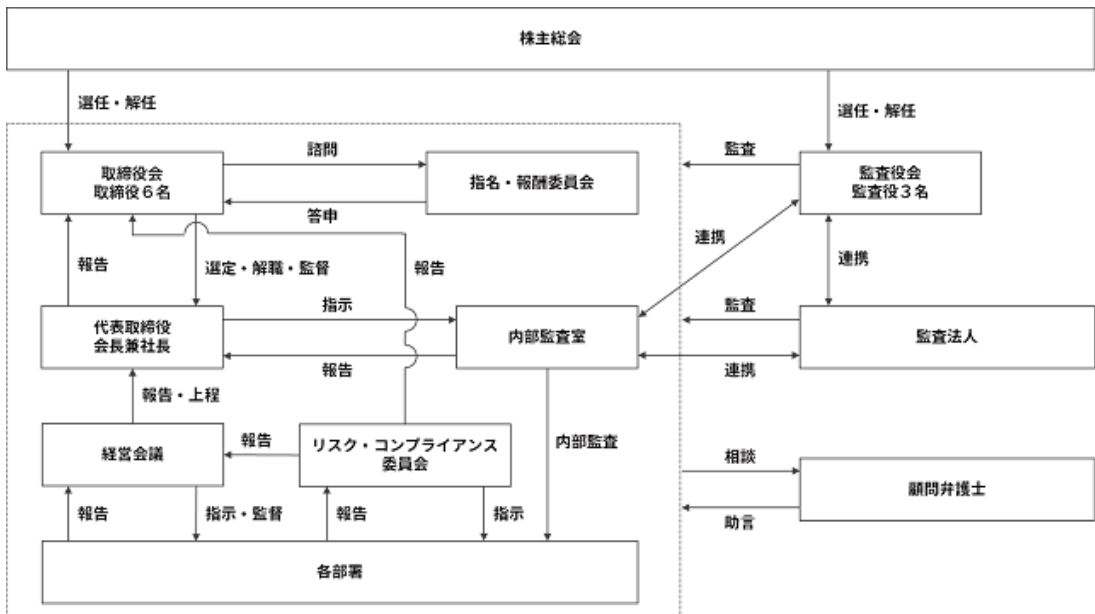 株主総会
選任・解任
選任・解任
取締役会
取締役６名
諮問
答申
指名・報酬委員会
監査
監査役会
監査役３名
報告
選定・解職・監督
報告
連携
連携
代表取締役
会長兼社長
指示
報告
内部監査室
監査
連携
監査法人
報告・上程
経営会議
報告
リスク・コンプライアンス
委員会
内部監査
相談
助言
顧問弁護士
報告
指示・監督
報告
指示
各部署